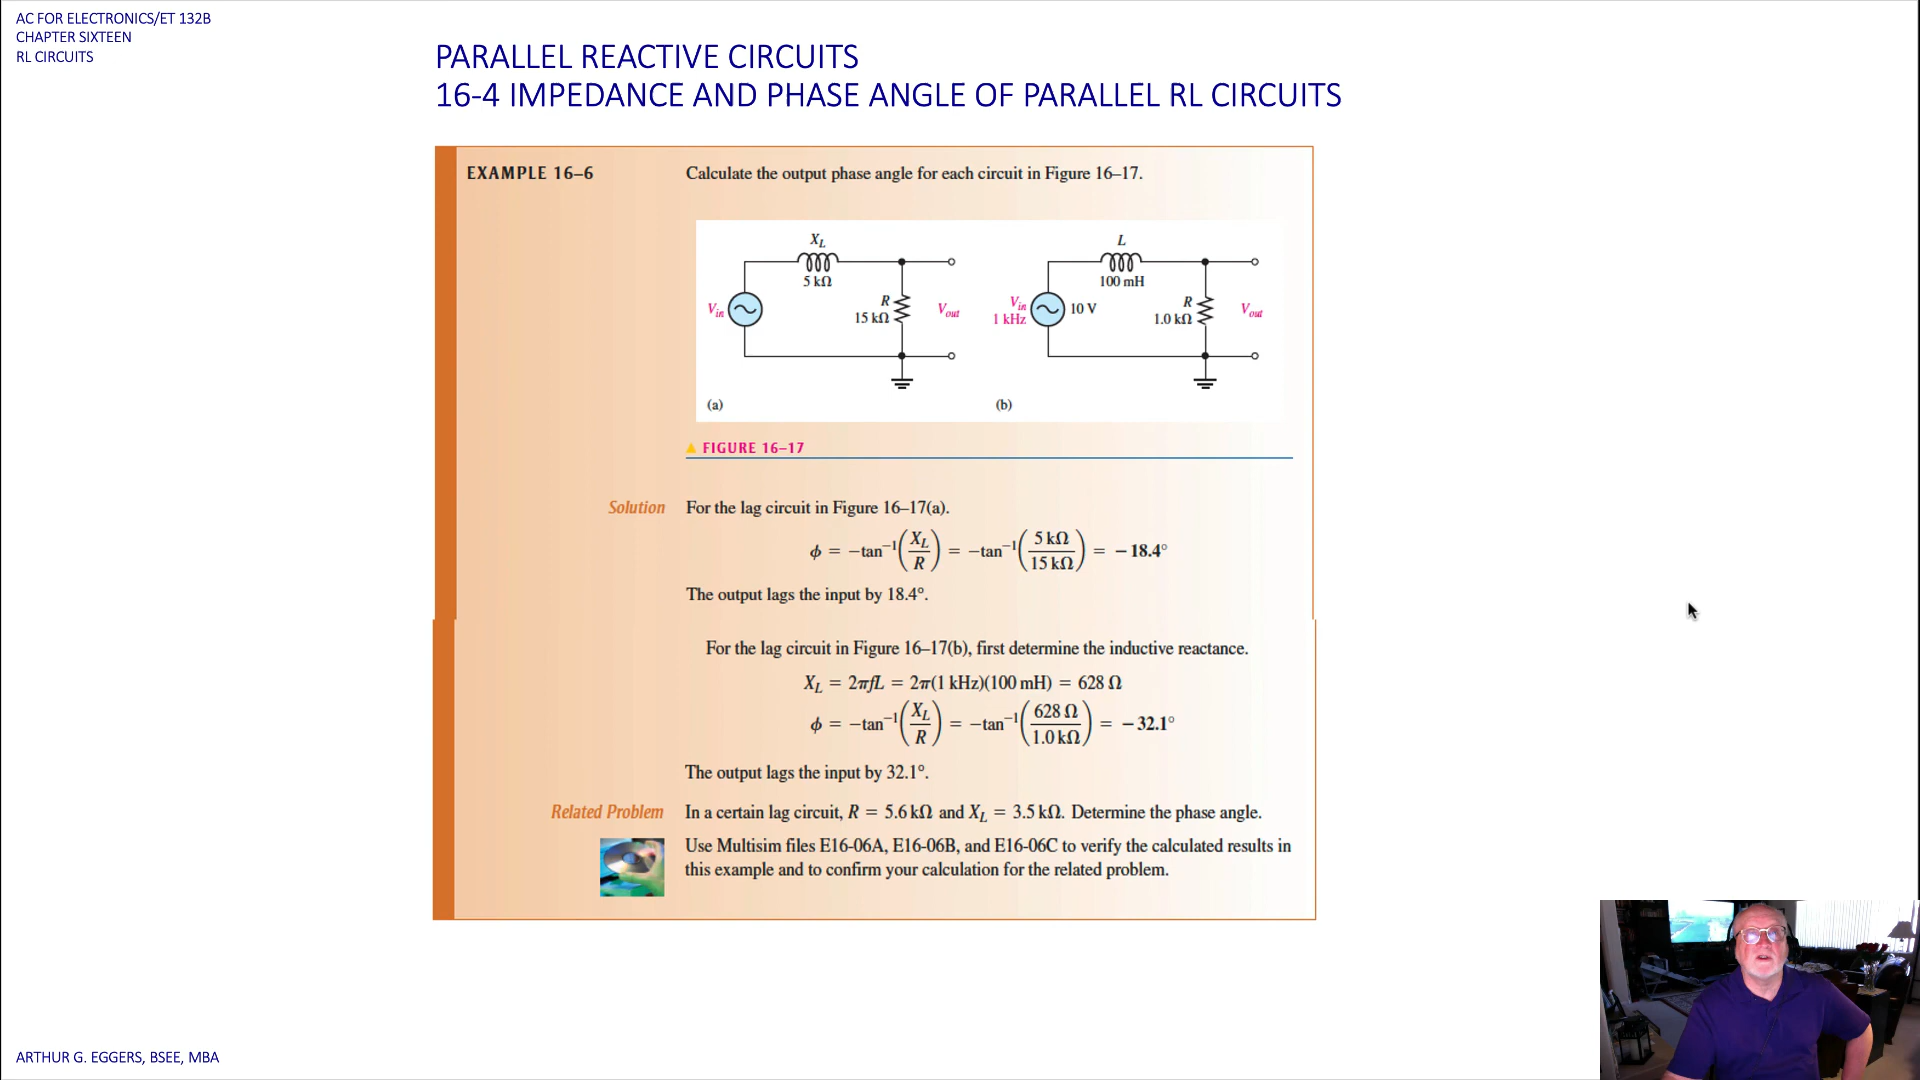 AC FOR ELECTRONICS/ET 132B
CHAPTER SIXTEEN
RL CIRCUITS
PARALLEL REACTIVE CIRCUITS
16-4 IMPEDANCE AND PHASE ANGLE OF PARALLEL RL CIRCUITS
EXAMPLE 16–6
Calculate the output phase angle for each circuit in Figure 16–17.
X_L
5 kΩ
V_in
R
15 kΩ
V_out
(a)
L
100 mH
V_in
1 kHz
10 V
R
1.0 kΩ
V_out
(b)
▲ FIGURE 16–17
Solution
For the lag circuit in Figure 16–17(a).
ϕ = −tan⁻¹(X_L/R) = −tan⁻¹(5 kΩ/15 kΩ) = −18.4°
The output lags the input by 18.4°.
For the lag circuit in Figure 16–17(b), first determine the inductive reactance.
X_L = 2πfL = 2π(1 kHz)(100 mH) = 628 Ω
ϕ = −tan⁻¹(X_L/R) = −tan⁻¹(628 Ω/1.0 kΩ) = −32.1°
The output lags the input by 32.1°.
Related Problem
In a certain lag circuit, R = 5.6 kΩ and X_L = 3.5 kΩ. Determine the phase angle.
Use Multisim files E16-06A, E16-06B, and E16-06C to verify the calculated results in
this example and to confirm your calculation for the related problem.
ARTHUR G. EGGERS, BSEE, MBA